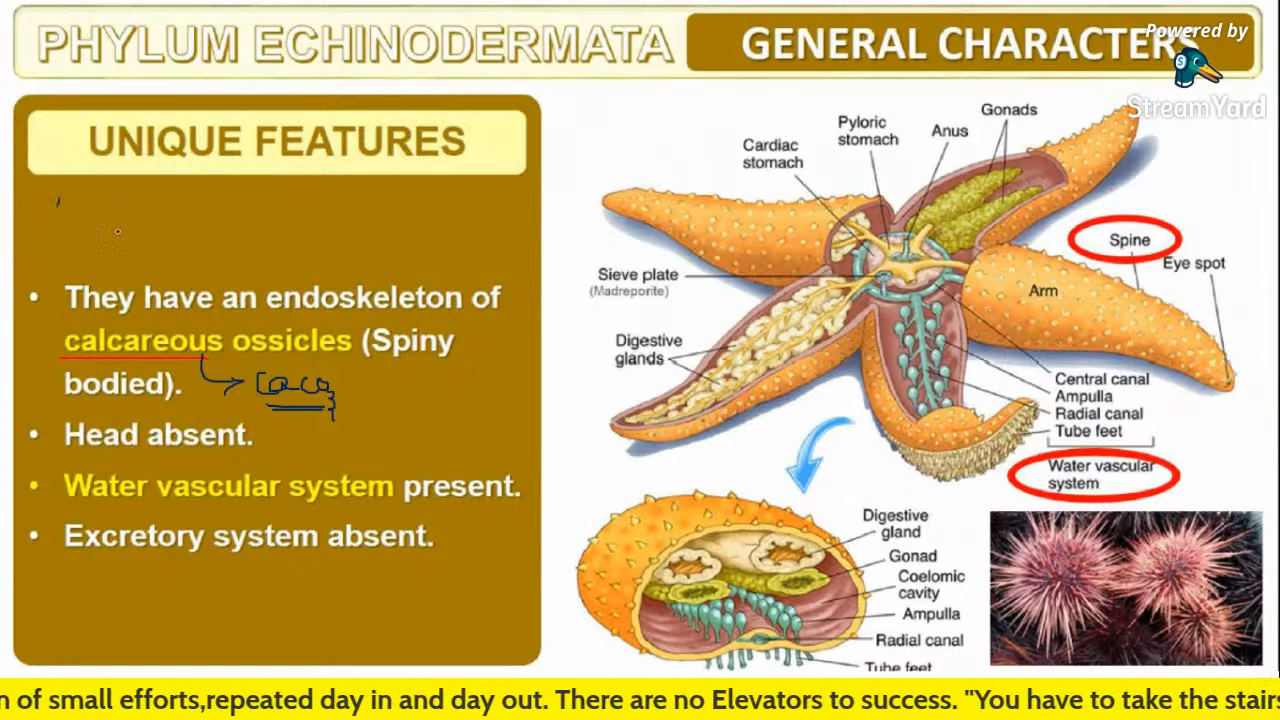 PHYLUM ECHINODERMATA
GENERAL CHARACTERS
Powered by
StreamYard
UNIQUE FEATURES
• They have an endoskeleton of
calcareous ossicles (Spiny
bodied).
CaCO3
• Head absent.
• Water vascular system present.
• Excretory system absent.
Gonads
Pyloric
stomach
Anus
Cardiac
stomach
Spine
Eye spot
Sieve plate
(Madreporite)
Arm
Digestive
glands
Central canal
Ampulla
Radial canal
Tube feet
Water vascular
system
Digestive
gland
Gonad
Coelomic
cavity
Ampulla
Radial canal
Tube feet
n of small efforts,repeated day in and day out. There are no Elevators to success. "You have to take the stairs